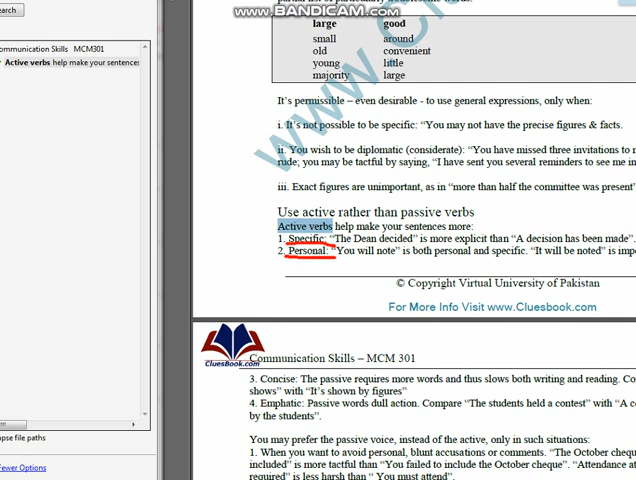 earch
www.BANDICAM.com
large good
small around
old convenient
young little
majority large
It's permissible – even desirable - to use general expressions, only when:
i. It's not possible to be specific: "You may not have the precise figures & facts.
ii. You wish to be diplomatic (considerate): "You have missed three invitations to
rude; you may be tactful by saying, "I have sent you several reminders to see me in
iii. Exact figures are unimportant, as in "more than half the committee was present"
Use active rather than passive verbs
Active verbs help make your sentences more:
1. Specific: "The Dean decided" is more explicit than "A decision has been made".
2. Personal: "You will note" is both personal and specific. "It will be noted" is
© Copyright Virtual University of Pakistan
For More Info Visit www.Cluesbook.com
ommunication Skills MCM301
Active verbs help make your sentences
CluesBook.com
Communication Skills – MCM 301
3. Concise: The passive requires more words and thus slows both writing and reading.
shows" with "It's shown by figures"
4. Emphatic: Passive words dull action. Compare "The students held a contest" with "A
by the students".
You may prefer the passive voice, instead of the active, only in such situations:
1. When you want to avoid personal, blunt accusations or comments. "The October
included" is more tactful than "You failed to include the October cheque". "Attendance
required" is less harsh than " You must attend".
pse file paths
Fewer Options